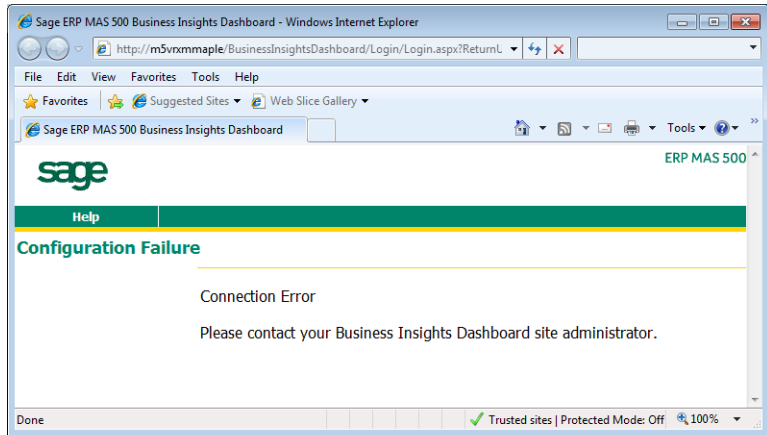 Sage ERP MAS 500 Business Insights Dashboard - Windows Internet Explorer
http://m5vrxmmaple/BusinessInsightsDashboard/Login/Login.aspx?ReturnU
File Edit View Favorites Tools Help
Favorites Suggested Sites Web Slice Gallery
Sage ERP MAS 500 Business Insights Dashboard Tools
sage ERP MAS 500
Help
Configuration Failure
Connection Error
Please contact your Business Insights Dashboard site administrator.
Done Trusted sites | Protected Mode: Off 100%